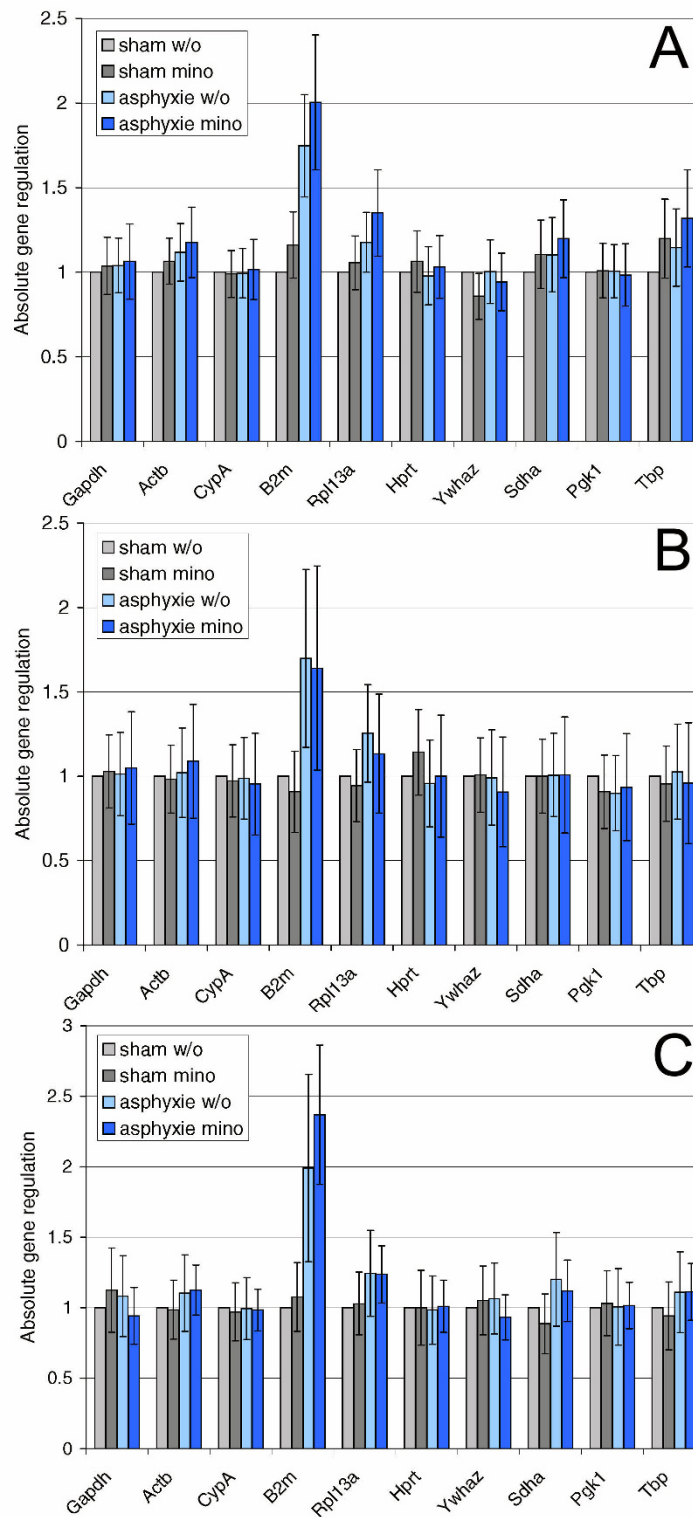 A
2.5
sham w/o
sham mino
asphyxie w/o
asphyxie mino
2
1.5
1
0.5
0
Absolute gene regulation
Gapdh
Actb
CypA
B2m
Rpl13a
Hprt
Ywhaz
Sdha
Pgk1
Tbp
B
2.5
sham w/o
sham mino
asphyxie w/o
asphyxie mino
2
1.5
1
0.5
0
Absolute gene regulation
Gapdh
Actb
CypA
B2m
Rpl13a
Hprt
Ywhaz
Sdha
Pgk1
Tbp
C
3
sham w/o
sham mino
asphyxie w/o
asphyxie mino
2.5
2
1.5
1
0.5
0
Absolute gene regulation
Gapdh
Actb
CypA
B2m
Rpl13a
Hprt
Ywhaz
Sdha
Pgk1
Tbp